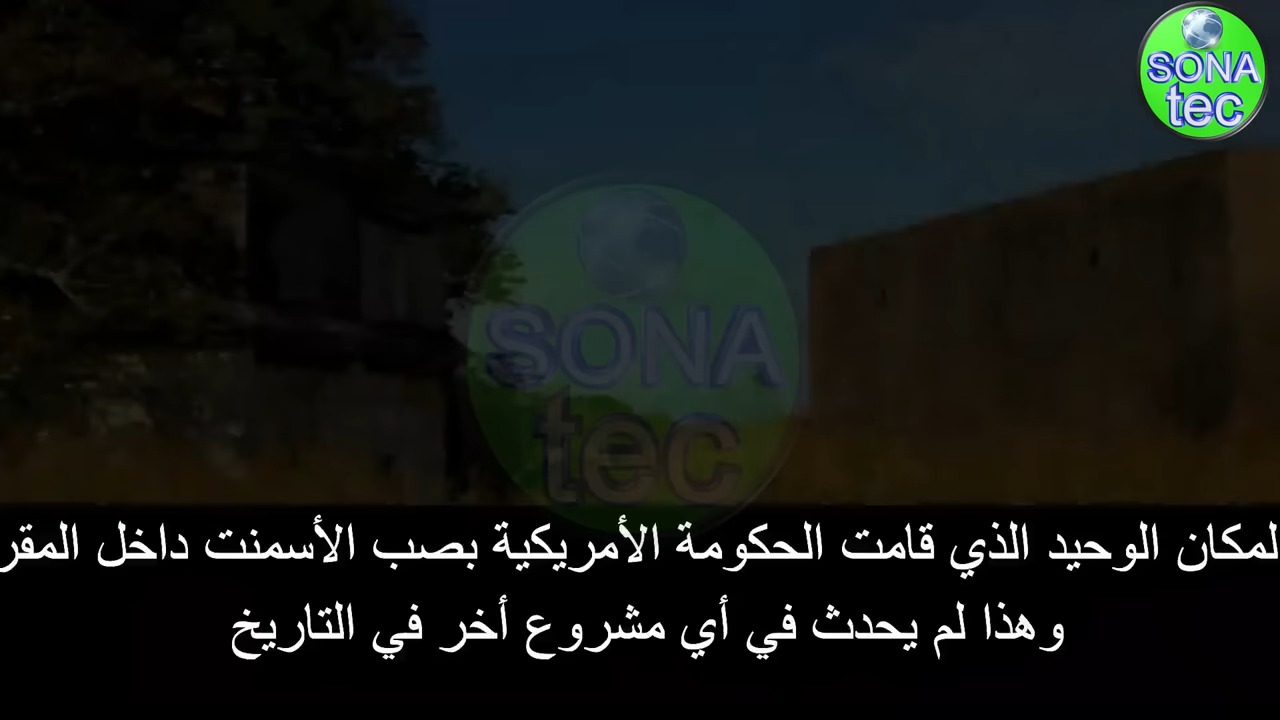 SONA
tec
SONA
tec
لمكان الوحيد الذي قامت الحكومة الأمريكية بصب الأسمنت داخل المقر
وهذا لم يحدث في أي مشروع أخر في التاريخ